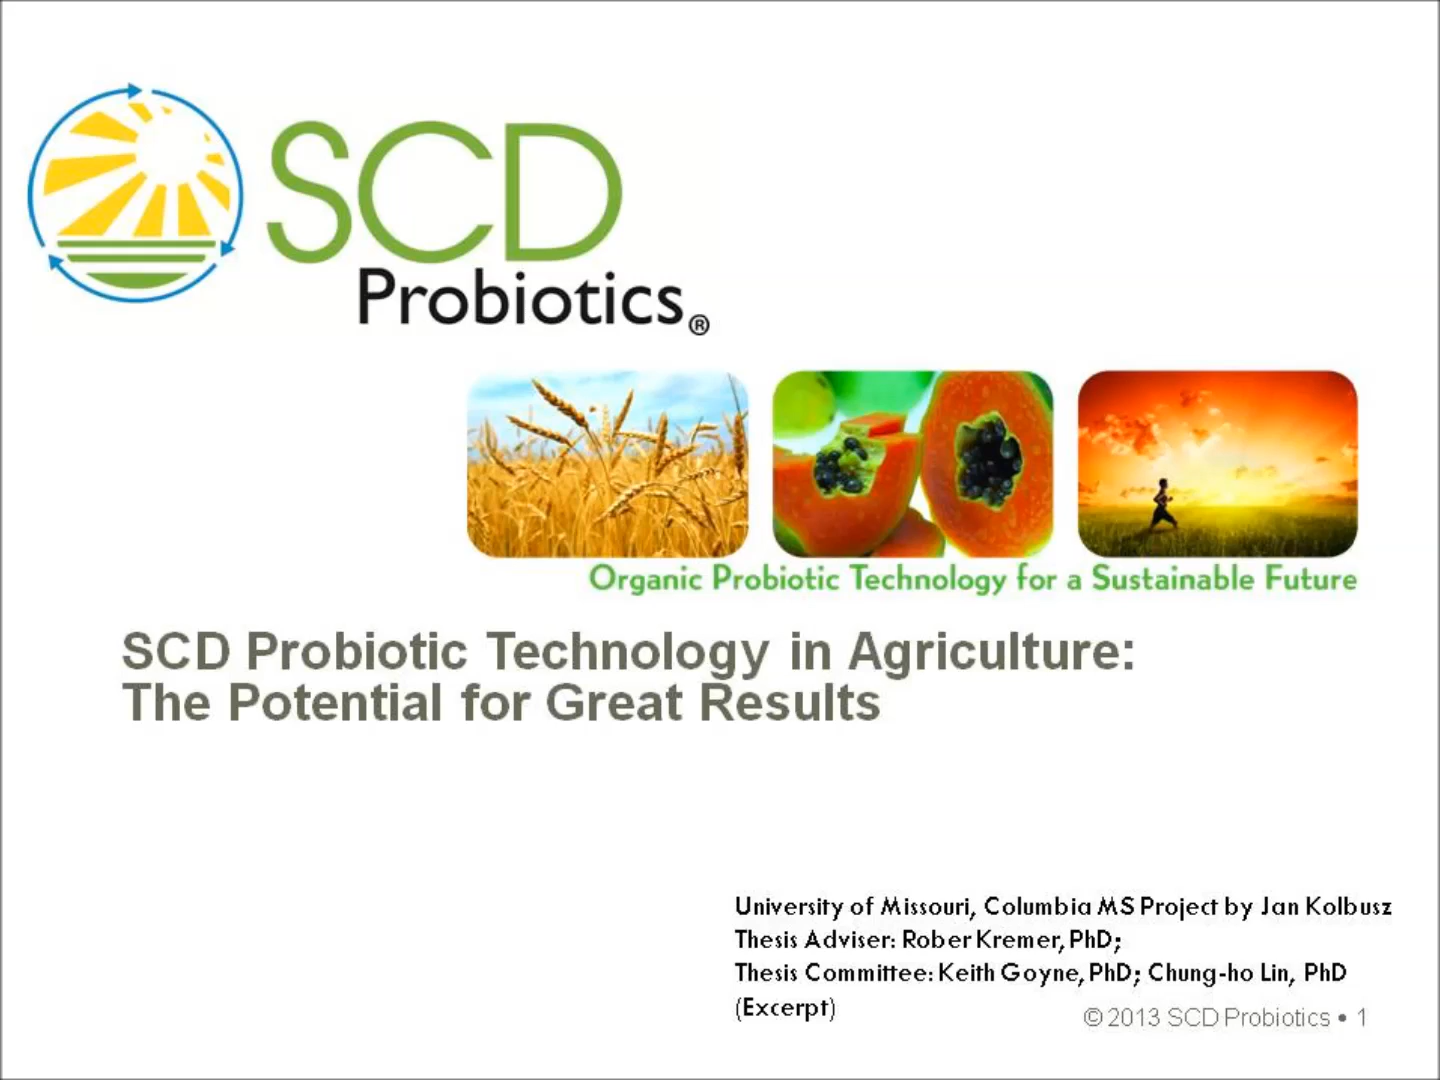 SCD
Probiotics®
Organic Probiotic Technology for a Sustainable Future
SCD Probiotic Technology in Agriculture:
The Potential for Great Results
University of Missouri, Columbia MS Project by Jan Kolbusz
Thesis Adviser: Rober Kremer, PhD;
Thesis Committee: Keith Goyne, PhD; Chung-ho Lin, PhD
(Excerpt)
© 2013 SCD Probiotics • 1